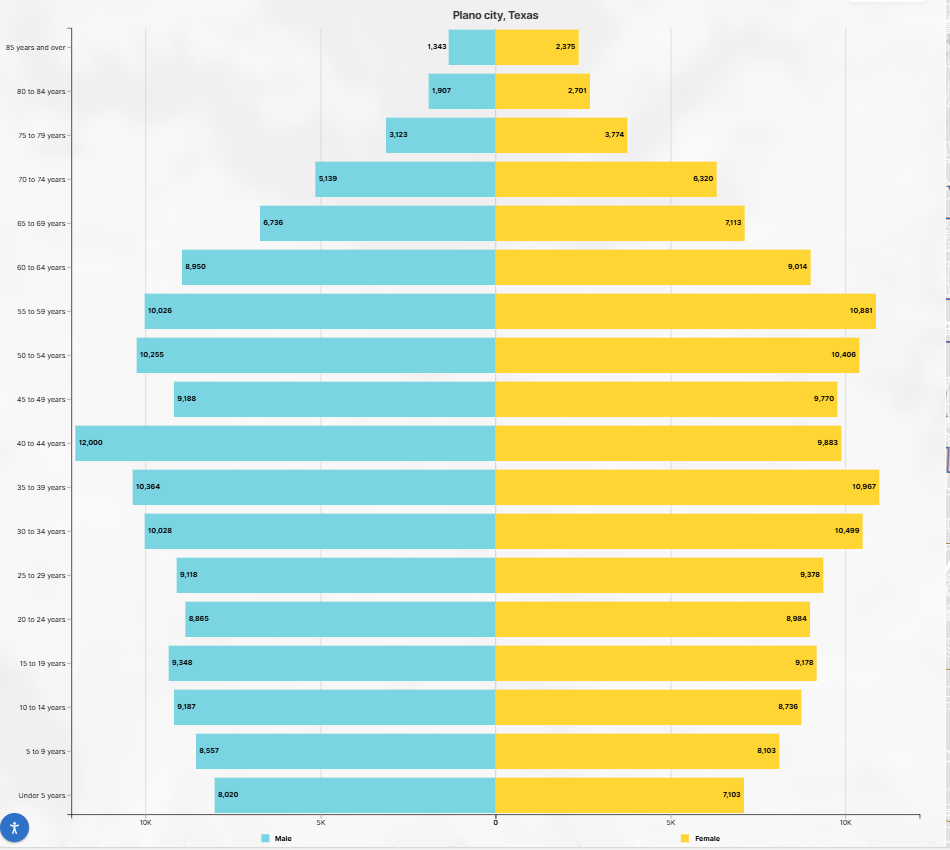 Plano city, Texas
85 years and over 1,343 2,375
80 to 84 years 1,907 2,701
75 to 79 years 3,123 3,774
70 to 74 years 5,139 6,320
65 to 69 years 6,736 7,113
60 to 64 years 8,950 9,014
55 to 59 years 10,026 10,881
50 to 54 years 10,255 10,406
45 to 49 years 9,188 9,770
40 to 44 years 12,000 9,883
35 to 39 years 10,364 10,967
30 to 34 years 10,028 10,499
25 to 29 years 9,118 9,378
20 to 24 years 8,865 8,984
15 to 19 years 9,348 9,178
10 to 14 years 9,187 8,736
5 to 9 years 8,557 8,103
Under 5 years 8,020 7,103
10K 5K 0 5K 10K
Male Female